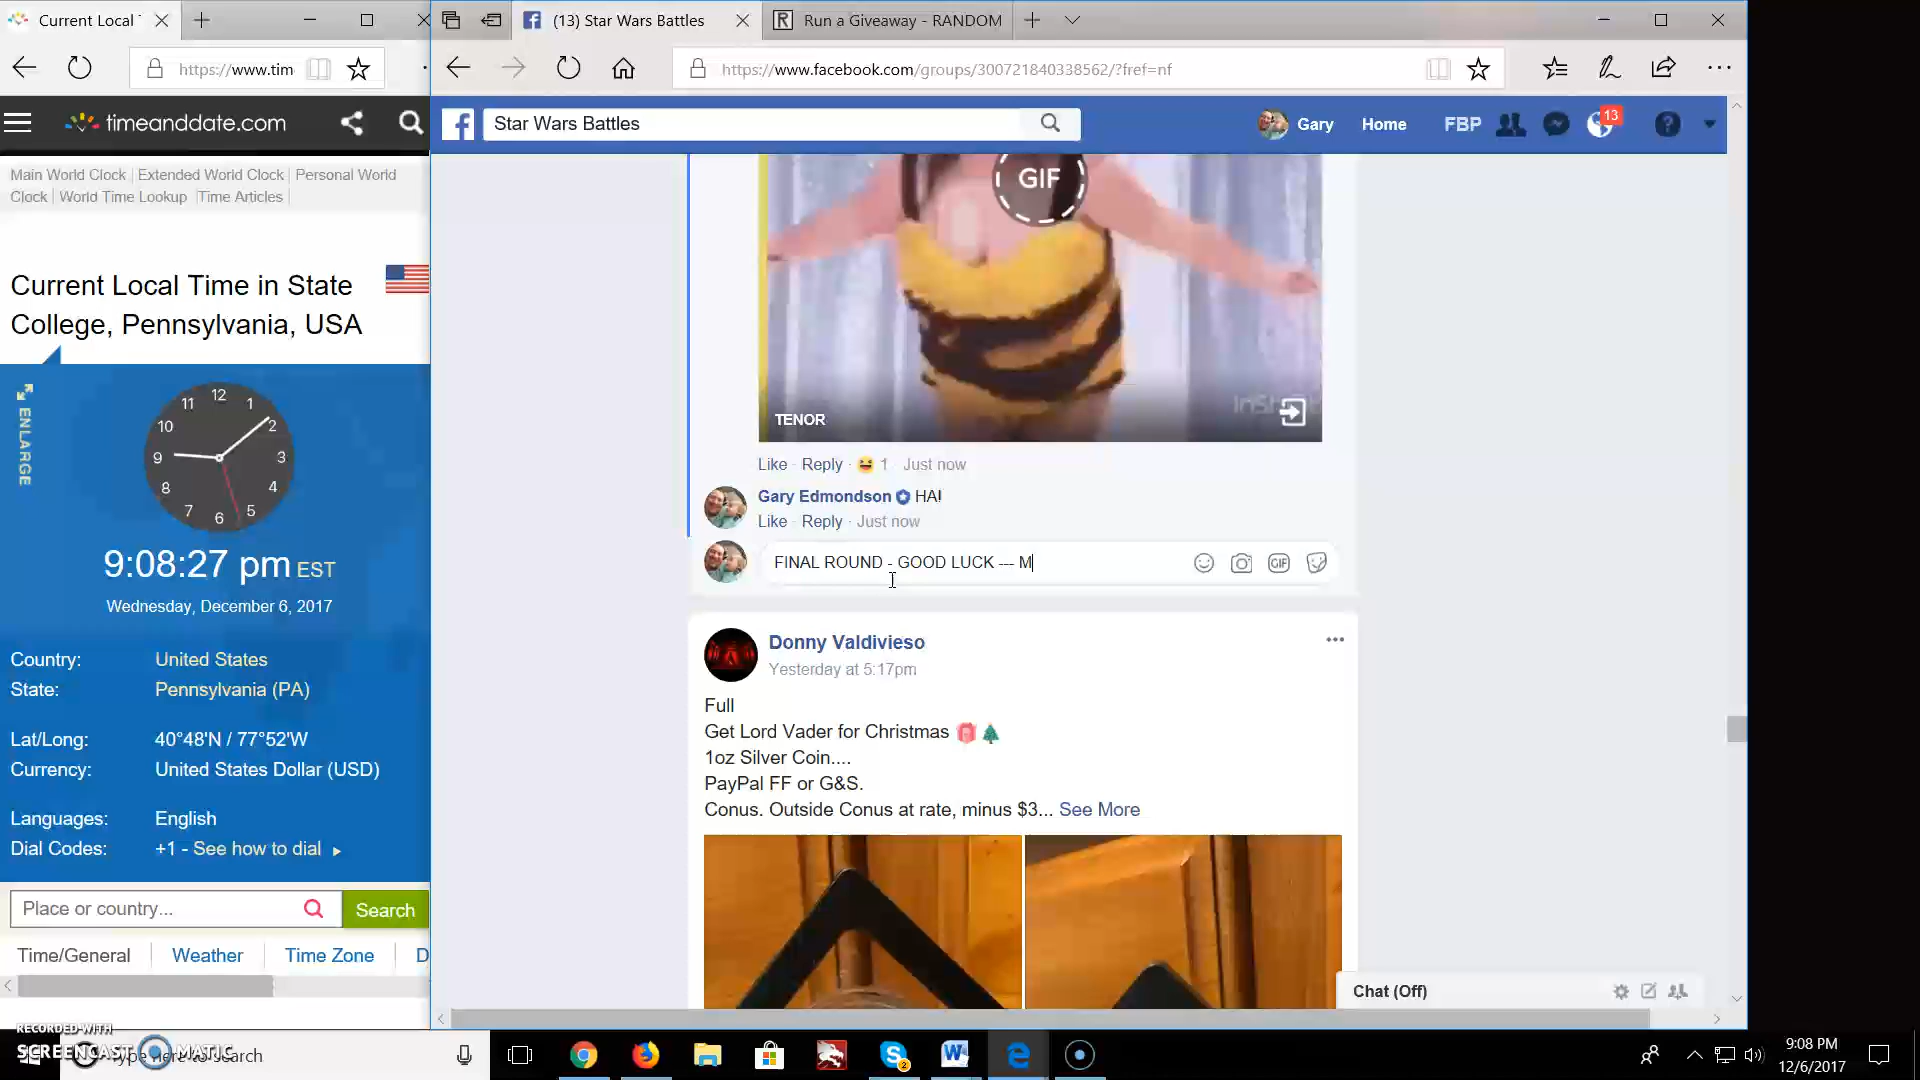 Current Local T
(13) Star Wars Battles
Run a Giveaway - RANDOM
https://www.tim
https://www.facebook.com/groups/300721840338562/?fref=nf
timeanddate.com
Star Wars Battles
Gary
Home
FBP
13
Main World Clock | Extended World Clock | Personal World
Clock | World Time Lookup | Time Articles |
GIF
Current Local Time in State
College, Pennsylvania, USA
ENLARGE
12
1
2
3
4
5
6
7
8
9
10
11
TENOR
InSh
Like · Reply · 1 Just now
Gary Edmondson HA!
Like · Reply · Just now
FINAL ROUND - GOOD LUCK --- M
GIF
9:08:27 pm EST
Wednesday, December 6, 2017
Country: United States
State: Pennsylvania (PA)
Lat/Long: 40°48'N / 77°52'W
Currency: United States Dollar (USD)
Languages: English
Dial Codes: +1 - See how to dial
Donny Valdivieso
Yesterday at 5:17pm
Full
Get Lord Vader for Christmas
1oz Silver Coin....
PayPal FF or G&S.
Conus. Outside Conus at rate, minus $3... See More
Place or country...
Search
Time/General
Weather
Time Zone
D
Chat (Off)
RECORDED WITH
SCREENCAST MATIC
Type here to search
2
9:08 PM
12/6/2017